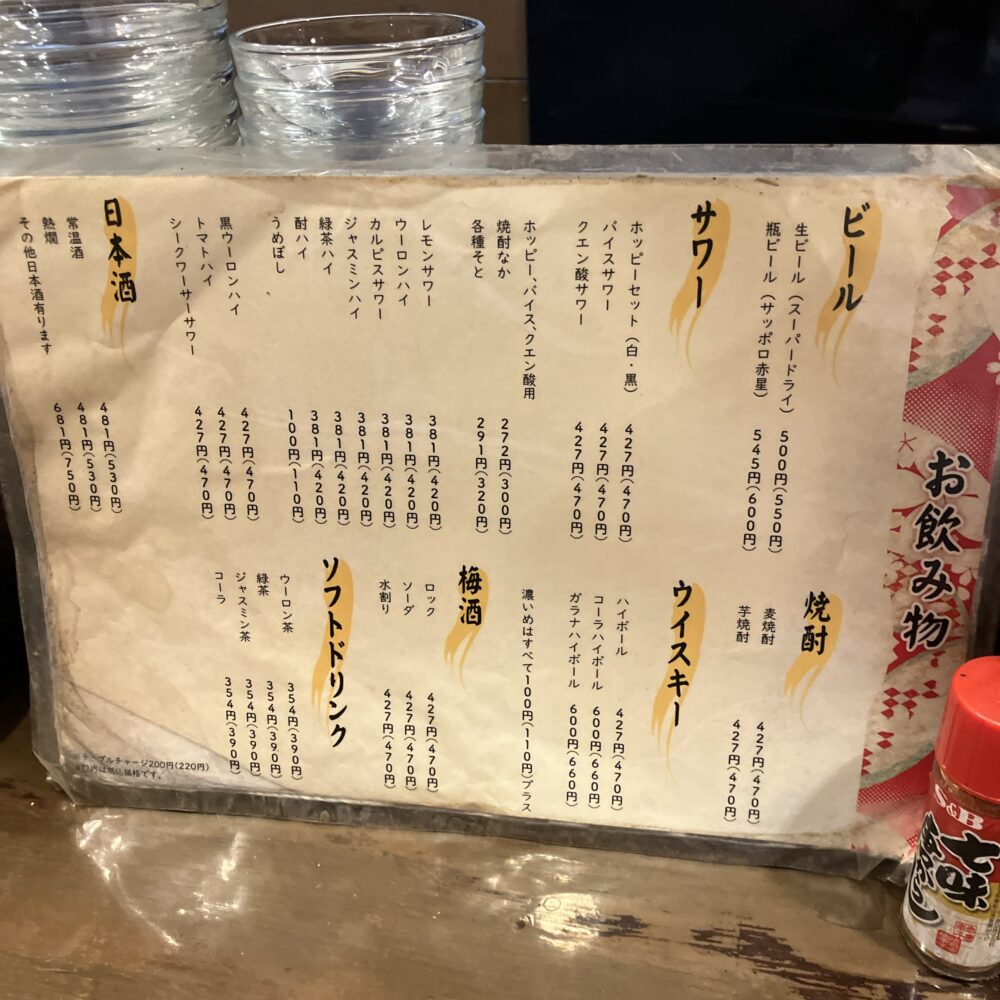 お飲み物
ビール
生ビール（スーパードライ） 500円(550円)
瓶ビール（サッポロ赤星） 545円(600円)
サワー
ホッピーセット（白・黒） 427円(470円)
バイスサワー 427円(470円)
クエン酸サワー 427円(470円)
ホッピー、バイス、クエン酸用
焼酎なか 272円(300円)
各種そと 291円(320円)
レモンサワー 381円(420円)
ウーロンハイ 381円(420円)
カルピスサワー 381円(420円)
ジャスミンハイ 381円(420円)
緑茶ハイ 381円(420円)
酎ハイ 381円(420円)
うめぼし 100円(110円)
黒ウーロンハイ 427円(470円)
トマトハイ 427円(470円)
シークワーサーサワー 427円(470円)
日本酒
常温酒 481円(530円)
熱燗 481円(530円)
その他日本酒有ります 681円(750円)
焼酎
麦焼酎 427円(470円)
芋焼酎 427円(470円)
ウイスキー
ハイボール 427円(470円)
コーラハイボール 600円(660円)
ガラナハイボール 600円(660円)
濃いめはすべて100円(110円)プラス
梅酒
ロック 427円(470円)
ソーダ 427円(470円)
水割り 427円(470円)
ソフトドリンク
ウーロン茶 354円(390円)
緑茶 354円(390円)
ジャスミン茶 354円(390円)
コーラ 354円(390円)
ブルチャージ200円(220円)
は税込価格です。
S&B
七味